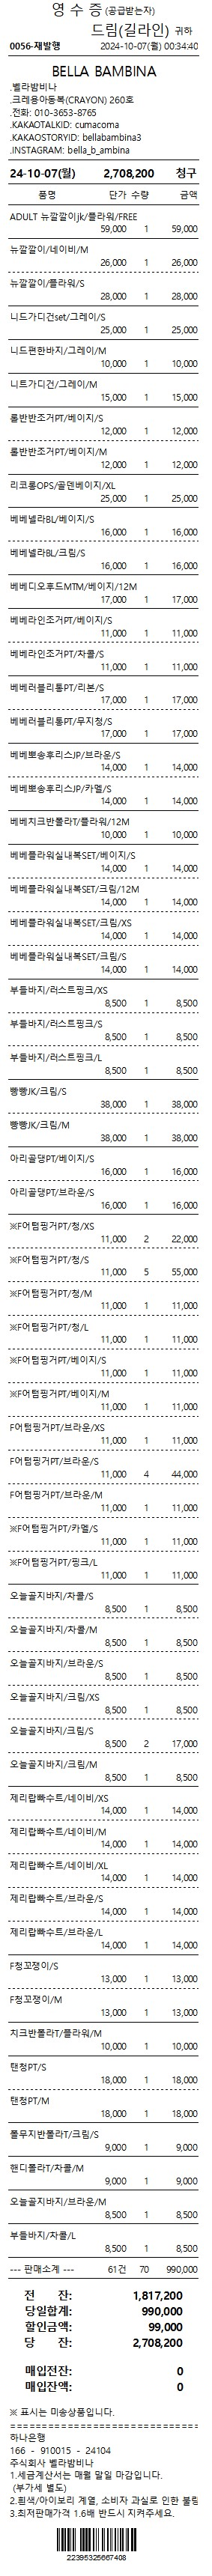 영 수 증 (공급받는자)
드림(길라인) 귀하
0056-재발행 2024-10-07(월) 00:34:40
BELLA BAMBINA
.벨라밤비나
.크레용아동복(CRAYON) 260호
.전화: 010-3653-8765
.KAKAOTALKID: cumacoma
.KAKAOSTORYID: bellabambina3
.INSTAGRAM: bella_b_ambina
24-10-07(월) 2,708,200 청구
품명 단가 수량 금액
ADULT 뉴깔깔이jk/플라워/FREE
59,000 1 59,000
뉴깔깔이/네이비/M
26,000 1 26,000
뉴깔깔이/플라워/S
28,000 1 28,000
니드가디건set/그레이/S
25,000 1 25,000
니드편한바지/그레이/M
10,000 1 10,000
니트가디건/그레이/M
15,000 1 15,000
롤반반조거PT/베이지/S
12,000 1 12,000
롤반반조거PT/베이지/M
12,000 1 12,000
리코롱OPS/골덴베이지/XL
25,000 1 25,000
베베넬라BL/베이지/S
16,000 1 16,000
베베넬라BL/크림/S
16,000 1 16,000
베베디오후드MTM/베이지/12M
17,000 1 17,000
베베라인조거PT/베이지/S
11,000 1 11,000
베베라인조거PT/차콜/S
11,000 1 11,000
베베러블리통PT/리본/S
17,000 1 17,000
베베러블리통PT/무지청/S
17,000 1 17,000
베베뽀송후리스JP/브라운/S
14,000 1 14,000
베베뽀송후리스JP/카멜/S
14,000 1 14,000
베베치크반폴라T/플라워/12M
10,000 1 10,000
베베플라워실내복SET/베이지/S
14,000 1 14,000
베베플라워실내복SET/크림/12M
14,000 1 14,000
베베플라워실내복SET/크림/XS
14,000 1 14,000
베베플라워실내복SET/크림/S
14,000 1 14,000
부들바지/러스트핑크/XS
8,500 1 8,500
부들바지/러스트핑크/S
8,500 1 8,500
부들바지/러스트핑크/L
8,500 1 8,500
빵빵JK/크림/S
38,000 1 38,000
빵빵JK/크림/M
38,000 1 38,000
아리골댕PT/베이지/S
16,000 1 16,000
아리골댕PT/브라운/S
16,000 1 16,000
※F어텀핑거PT/청/XS
11,000 2 22,000
※F어텀핑거PT/청/S
11,000 5 55,000
※F어텀핑거PT/청/M
11,000 1 11,000
※F어텀핑거PT/청/L
11,000 1 11,000
※F어텀핑거PT/베이지/S
11,000 1 11,000
※F어텀핑거PT/베이지/M
11,000 1 11,000
F어텀핑거PT/브라운/XS
11,000 1 11,000
F어텀핑거PT/브라운/S
11,000 4 44,000
F어텀핑거PT/브라운/M
11,000 1 11,000
※F어텀핑거PT/카멜/S
11,000 1 11,000
※F어텀핑거PT/핑크/L
11,000 1 11,000
오늘골지바지/차콜/S
8,500 1 8,500
오늘골지바지/차콜/M
8,500 1 8,500
오늘골지바지/브라운/S
8,500 1 8,500
오늘골지바지/크림/XS
8,500 1 8,500
오늘골지바지/크림/S
8,500 2 17,000
오늘골지바지/크림/M
8,500 1 8,500
제리랍빠수트/네이비/XS
14,000 1 14,000
제리랍빠수트/네이비/M
14,000 1 14,000
제리랍빠수트/네이비/XL
14,000 1 14,000
제리랍빠수트/브라운/S
14,000 1 14,000
제리랍빠수트/브라운/L
14,000 1 14,000
F청꼬쟁이/S
13,000 1 13,000
F청꼬쟁이/M
13,000 1 13,000
치크반폴라T/플라워/M
10,000 1 10,000
탠청PT/S
18,000 1 18,000
탠청PT/M
18,000 1 18,000
폴무지반폴라T/크림/S
9,000 1 9,000
핸디폴라T/차콜/M
9,000 1 9,000
오늘골지바지/브라운/M
8,500 1 8,500
부들바지/차콜/L
8,500 1 8,500
--- 판매소계 --- 61건 70 990,000
전 잔: 1,817,200
당일합계: 990,000
할인금액: 99,000
당 잔: 2,708,200
매입전잔: 0
매입잔액: 0
※ 표시는 미송상품입니다.
==============================
하나은행
166 - 910015 - 24104
주식회사 벨라밤비나
1.세금계산서는 매월 말일 마감입니다.
(부가세 별도)
2.흰색/아이보리 계열, 소비자 과실로 인한 불량
3.최저판매가격 1.6배 반드시 지켜주세요.
22395325667408